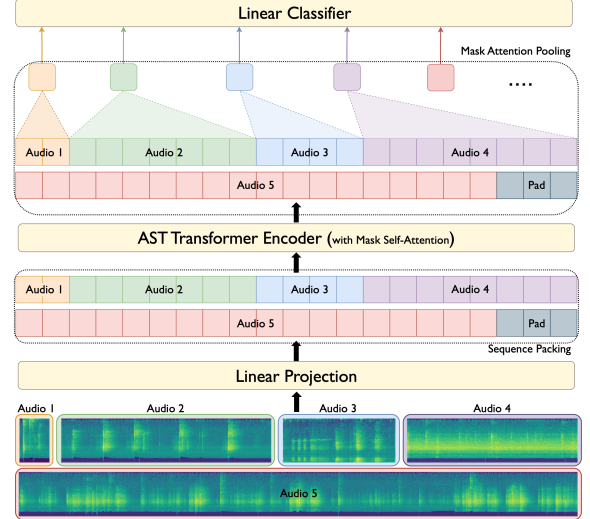 Linear Classifier
Mask Attention Pooling
....
Audio 1 Audio 2 Audio 3 Audio 4
Audio 5 Pad
AST Transformer Encoder (with Mask Self-Attention)
Audio 1 Audio 2 Audio 3 Audio 4
Audio 5 Pad
Sequence Packing
Linear Projection
Audio 1 Audio 2 Audio 3 Audio 4
Audio 5